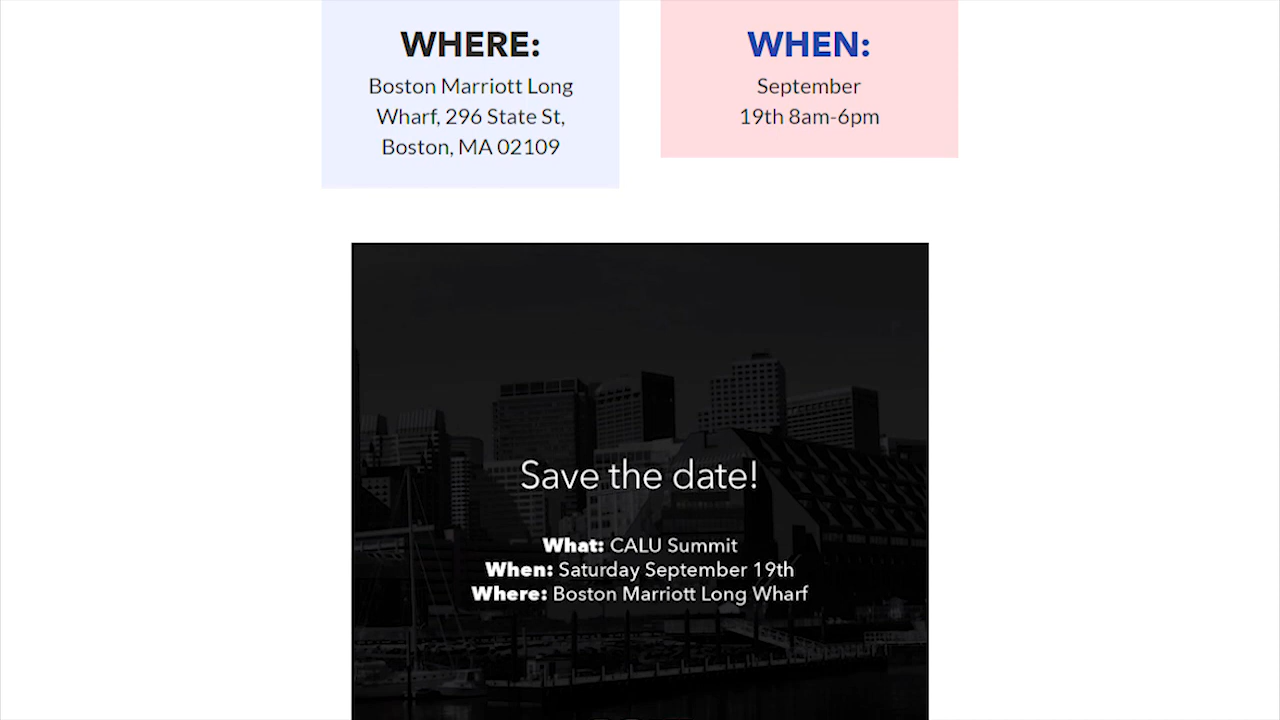 WHERE:
Boston Marriott Long
Wharf, 296 State St,
Boston, MA 02109
WHEN:
September
19th 8am-6pm
Save the date!
What: CALU Summit
When: Saturday September 19th
Where: Boston Marriott Long Wharf